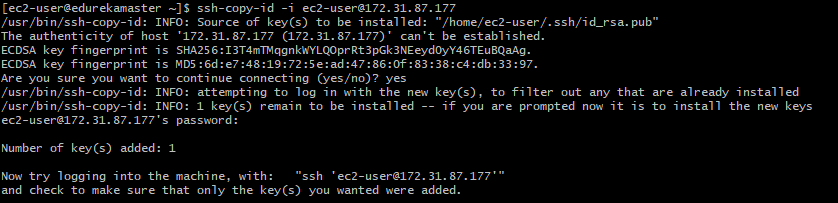 [ec2-user@edurekamaster ~]$ ssh-copy-id -i ec2-user@172.31.87.177
/usr/bin/ssh-copy-id: INFO: Source of key(s) to be installed: "/home/ec2-user/.ssh/id_rsa.pub"
The authenticity of host '172.31.87.177 (172.31.87.177)' can't be established.
ECDSA key fingerprint is SHA256:I3T4mTMqgnkWYLQOprRt3pGk3NEeydOyY46TEuBQaAg.
ECDSA key fingerprint is MD5:6d:e7:48:19:72:5e:ad:47:86:0f:83:38:c4:db:33:97.
Are you sure you want to continue connecting (yes/no)? yes
/usr/bin/ssh-copy-id: INFO: attempting to log in with the new key(s), to filter out any that are already installed
/usr/bin/ssh-copy-id: INFO: 1 key(s) remain to be installed -- if you are prompted now it is to install the new keys
ec2-user@172.31.87.177's password:
Number of key(s) added: 1
Now try logging into the machine, with:   "ssh 'ec2-user@172.31.87.177'"
and check to make sure that only the key(s) you wanted were added.